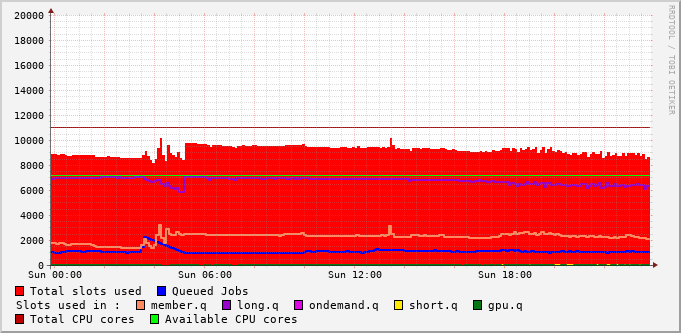 20000
18000
16000
14000
12000
10000
8000
6000
4000
2000
0
Sun 00:00 Sun 06:00 Sun 12:00 Sun 18:00
RRDTOOL / TOBI OETIKER
Total slots used Queued Jobs
Slots used in : member.q long.q ondemand.q short.q gpu.q
Total CPU cores Available CPU cores